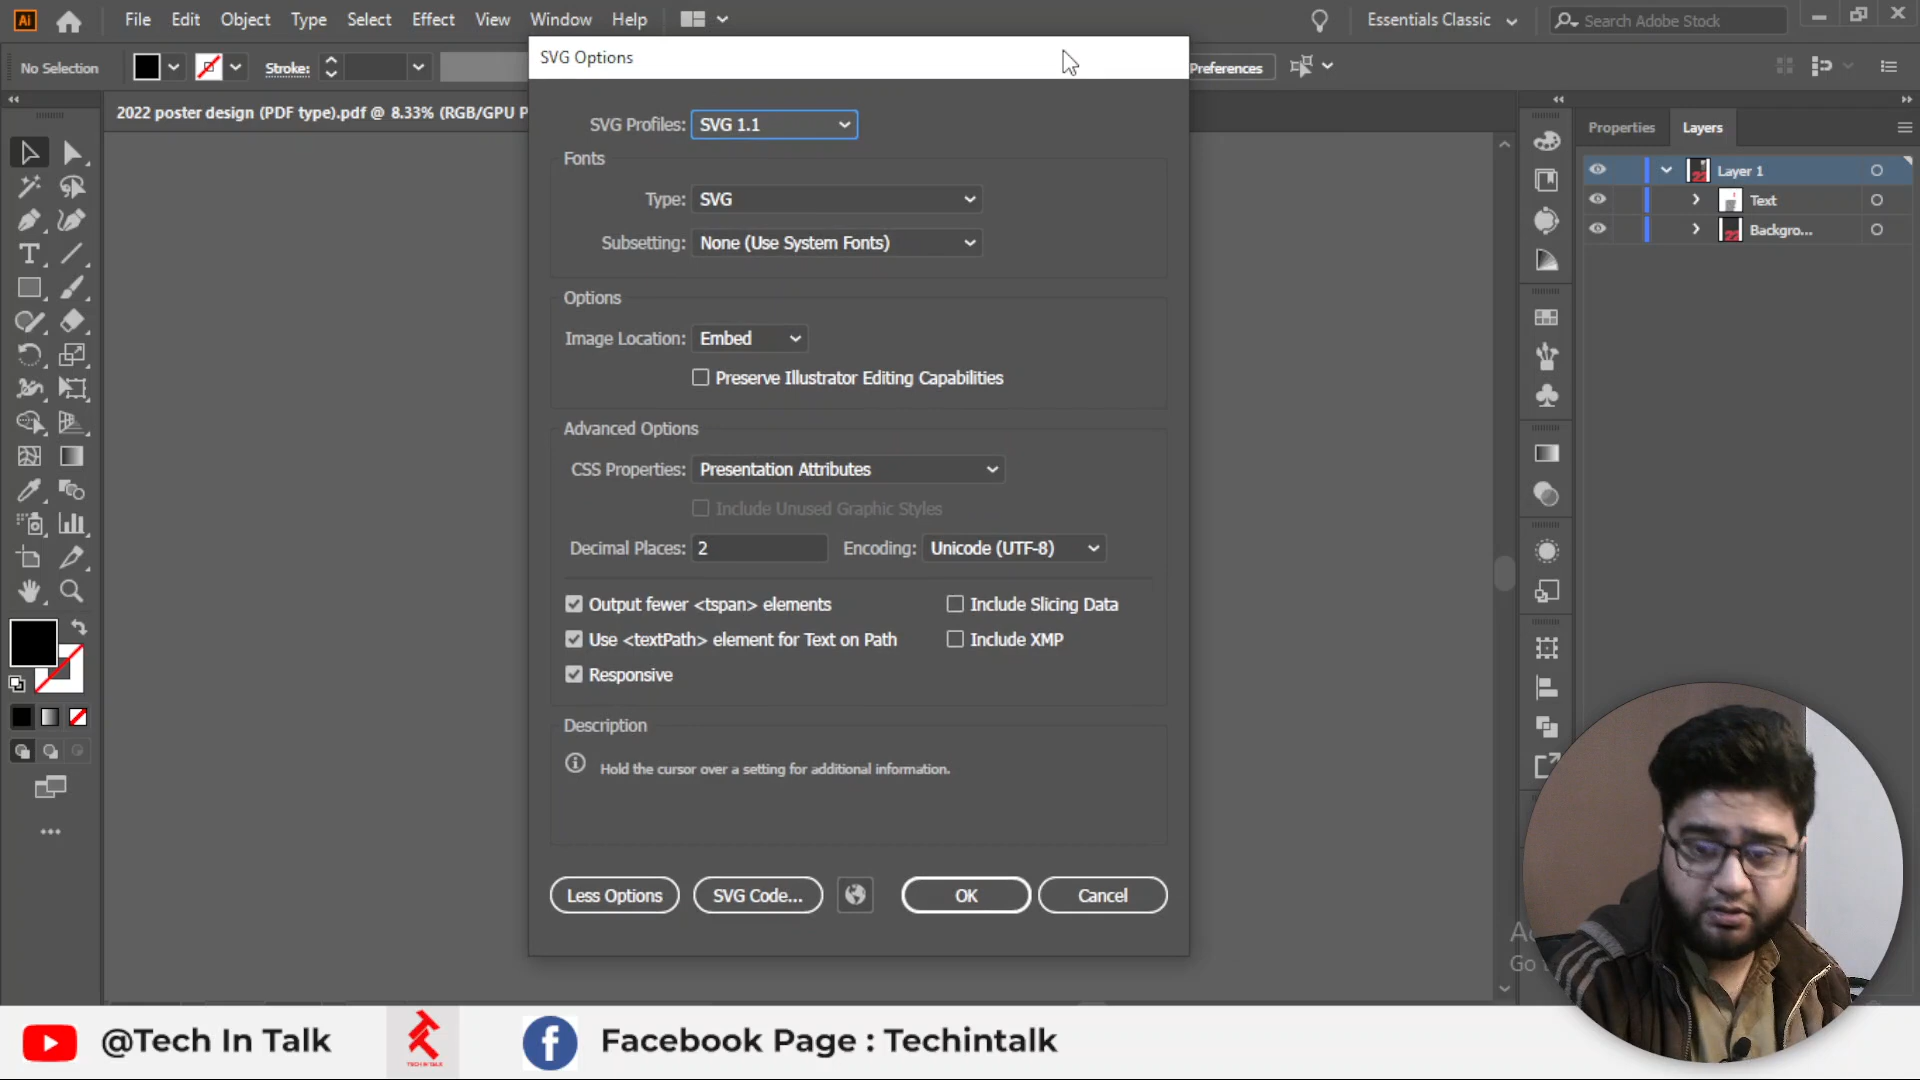 Ai File Edit Object Type Select Effect View Window Help Essentials Classic Search Adobe Stock
No Selection Stroke: Preferences
2022 poster design (PDF type).pdf @ 8.33% (RGB/GPU P
SVG Options
SVG Profiles: SVG 1.1
Fonts
Type: SVG
Subsetting: None (Use System Fonts)
Options
Image Location: Embed
Preserve Illustrator Editing Capabilities
Advanced Options
CSS Properties: Presentation Attributes
Include Unused Graphic Styles
Decimal Places: 2 Encoding: Unicode (UTF-8)
Output fewer <tspan> elements Include Slicing Data
Use <textPath> element for Text on Path Include XMP
Responsive
Description
Hold the cursor over a setting for additional information.
Less Options SVG Code... OK Cancel
Properties Layers
Layer 1
Text
Backgro...
Go
@Tech In Talk TECH IN TALK Facebook Page : Techintalk